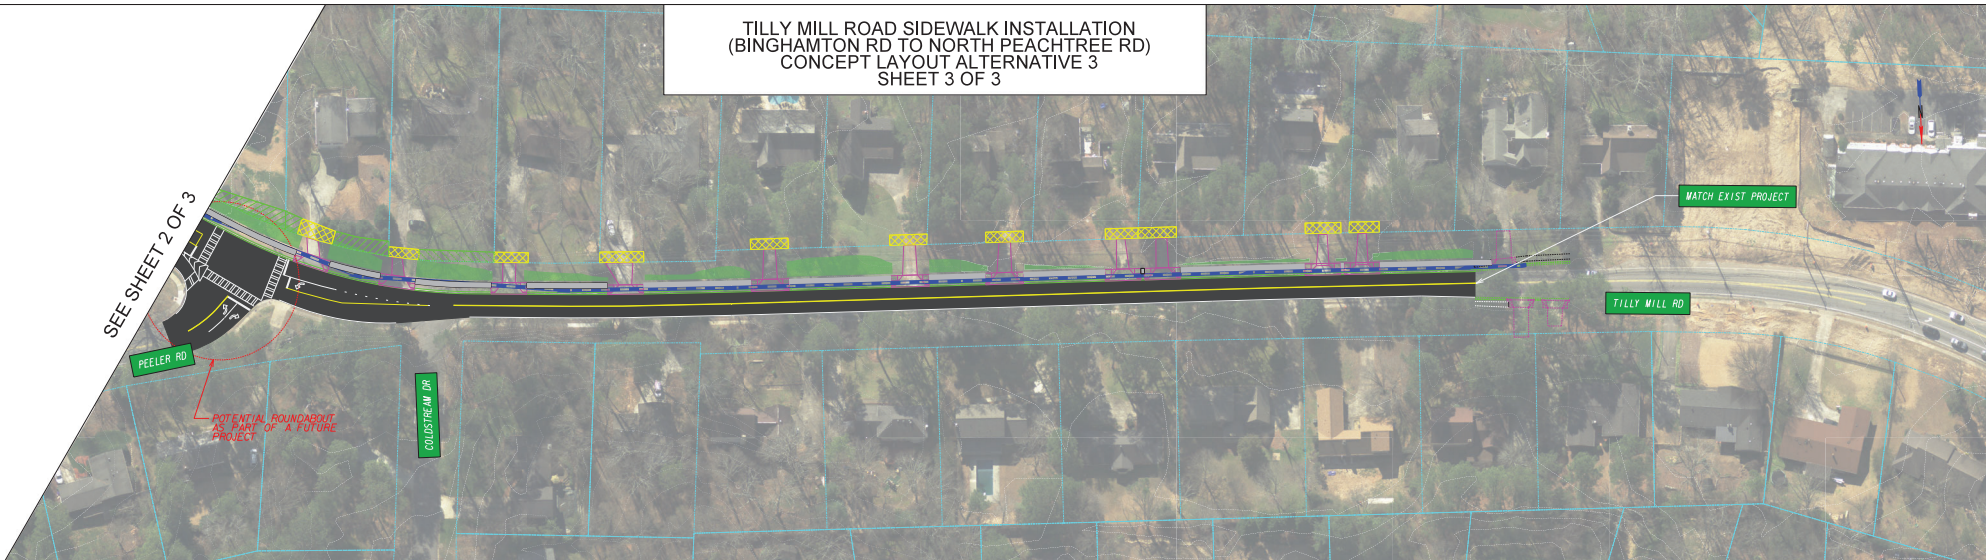 TILLY MILL ROAD SIDEWALK INSTALLATION
(BINGHAMTON RD TO NORTH PEACHTREE RD)
CONCEPT LAYOUT ALTERNATIVE 3
SHEET 3 OF 3
SEE SHEET 2 OF 3
N
MATCH EXIST PROJECT
TILLY MILL RD
PEELER RD
COLDSTREAM DR
POTENTIAL ROUNDABOUT
AS PART OF A FUTURE
PROJECT